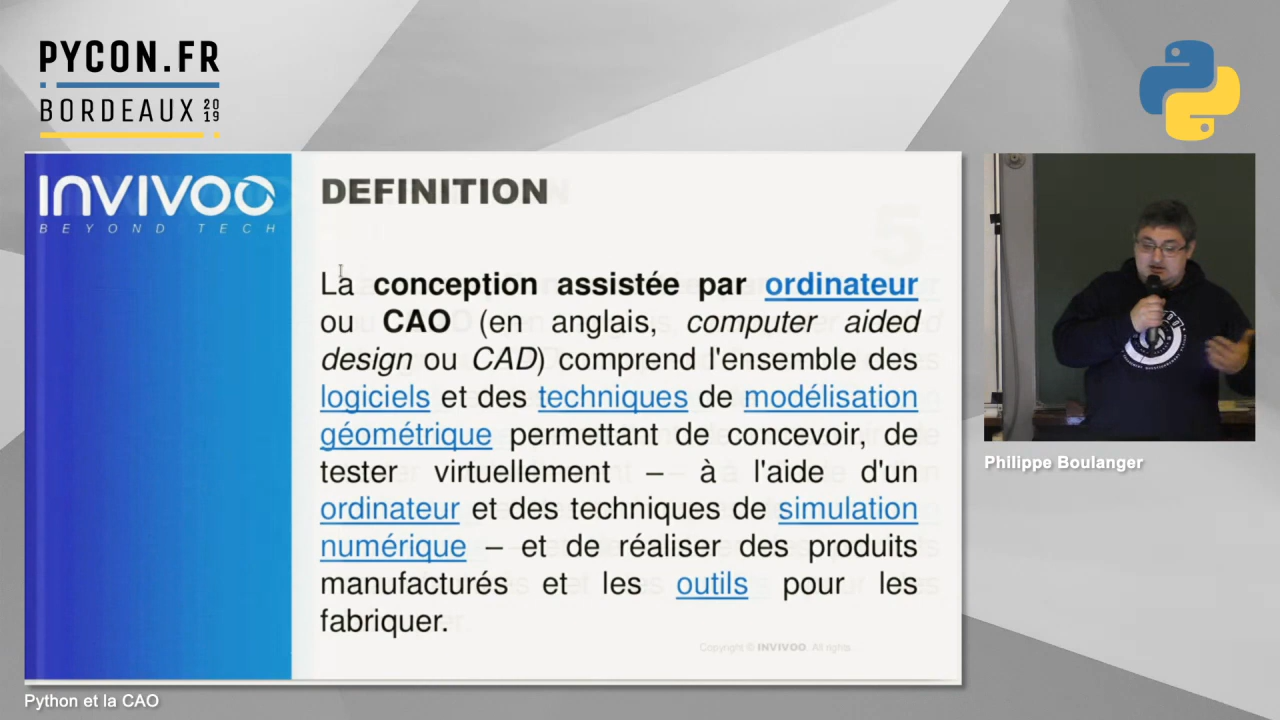 PYCON.FR
BORDEAUX 2019
INVIVOO
BEYOND TECH
DEFINITION
5
La conception assistée par ordinateur
ou CAO (en anglais, computer aided
design ou CAD) comprend l'ensemble des
logiciels et des techniques de modélisation
géométrique permettant de concevoir, de
tester virtuellement – à l'aide d'un
ordinateur et des techniques de simulation
numérique – et de réaliser des produits
manufacturés et les outils pour les
fabriquer.
Copyright © INVIVOO. All rights
Philippe Boulanger
Python et la CAO